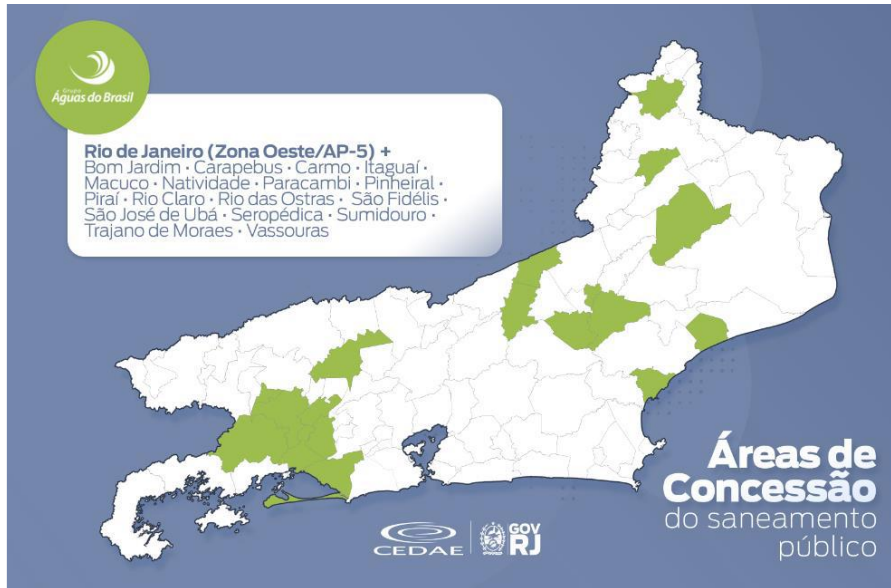 Grupo
Águas do Brasil
Rio de Janeiro (Zona Oeste/AP-5) +
Bom Jardim · Carapebus · Carmo · Itaguaí ·
Macuco · Natividade · Paracambi · Pinheiral ·
Piraí · Rio Claro · Rio das Ostras · São Fidélis ·
São José de Ubá · Seropédica · Sumidouro ·
Trajano de Moraes · Vassouras
Áreas de
Concessão
do saneamento
público
CEDAE
GOV
RJ